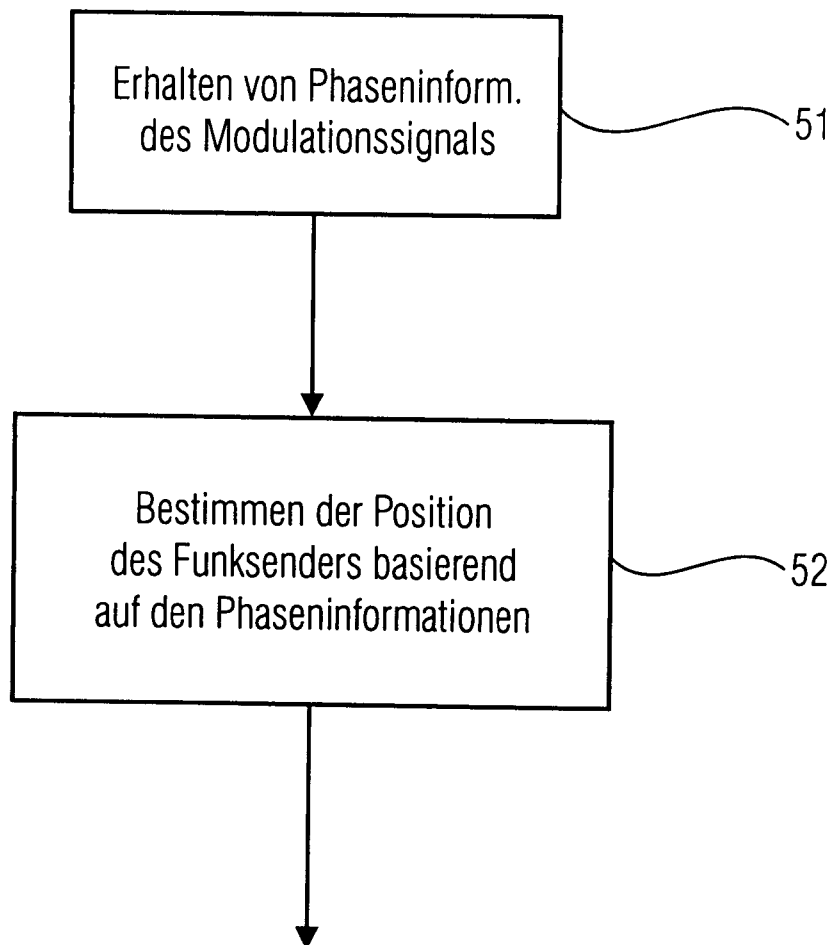 Erhalten von Phaseninform.
des Modulationssignals
51
Bestimmen der Position
des Funksenders basierend
auf den Phaseninformationen
52